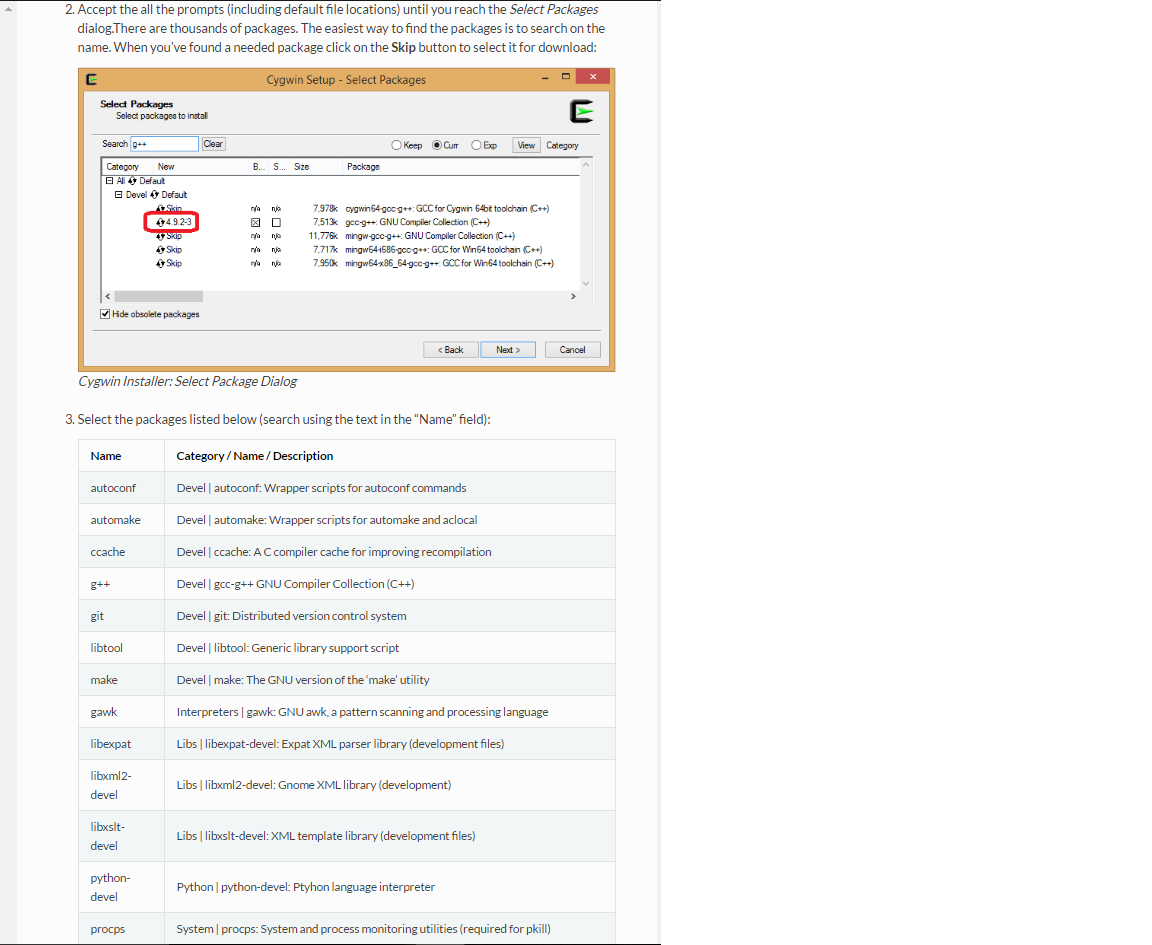 2. Accept the all the prompts (including default file locations) until you reach the Select Packages
dialog.There are thousands of packages. The easiest way to find the packages is to search on the
name. When you’ve found a needed package click on the Skip button to select it for download:
Cygwin Setup - Select Packages
Select Packages
Select packages to install
Search g++ Clear Keep Curr Exp View Category
Category New B... S... Size Package
All Default
Devel Default
Skip n/a n/a 7,978k cygwin64-gcc-g++: GCC for Cygwin 64bit toolchain (C++)
4.9.2-3 7,513k gcc-g++: GNU Compiler Collection (C++)
Skip n/a n/a 11,776k mingw-gcc-g++: GNU Compiler Collection (C++)
Skip n/a n/a 7,717k mingw64-i686-gcc-g++: GCC for Win64 toolchain (C++)
Skip n/a n/a 7,950k mingw64-x86_64-gcc-g++: GCC for Win64 toolchain (C++)
Hide obsolete packages
< Back Next > Cancel
Cygwin Installer: Select Package Dialog
3. Select the packages listed below (search using the text in the “Name” field):
Name Category / Name / Description
autoconf Devel | autoconf: Wrapper scripts for autoconf commands
automake Devel | automake: Wrapper scripts for automake and aclocal
ccache Devel | ccache: A C compiler cache for improving recompilation
g++ Devel | gcc-g++ GNU Compiler Collection (C++)
git Devel | git: Distributed version control system
libtool Devel | libtool: Generic library support script
make Devel | make: The GNU version of the ‘make’ utility
gawk Interpreters | gawk: GNU awk, a pattern scanning and processing language
libexpat Libs | libexpat-devel: Expat XML parser library (development files)
libxml2-
devel
Libs | libxml2-devel: Gnome XML library (development)
libxslt-
devel
Libs | libxslt-devel: XML template library (development files)
python-
devel
Python | python-devel: Ptyhon language interpreter
procps System | procps: System and process monitoring utilities (required for pkill)